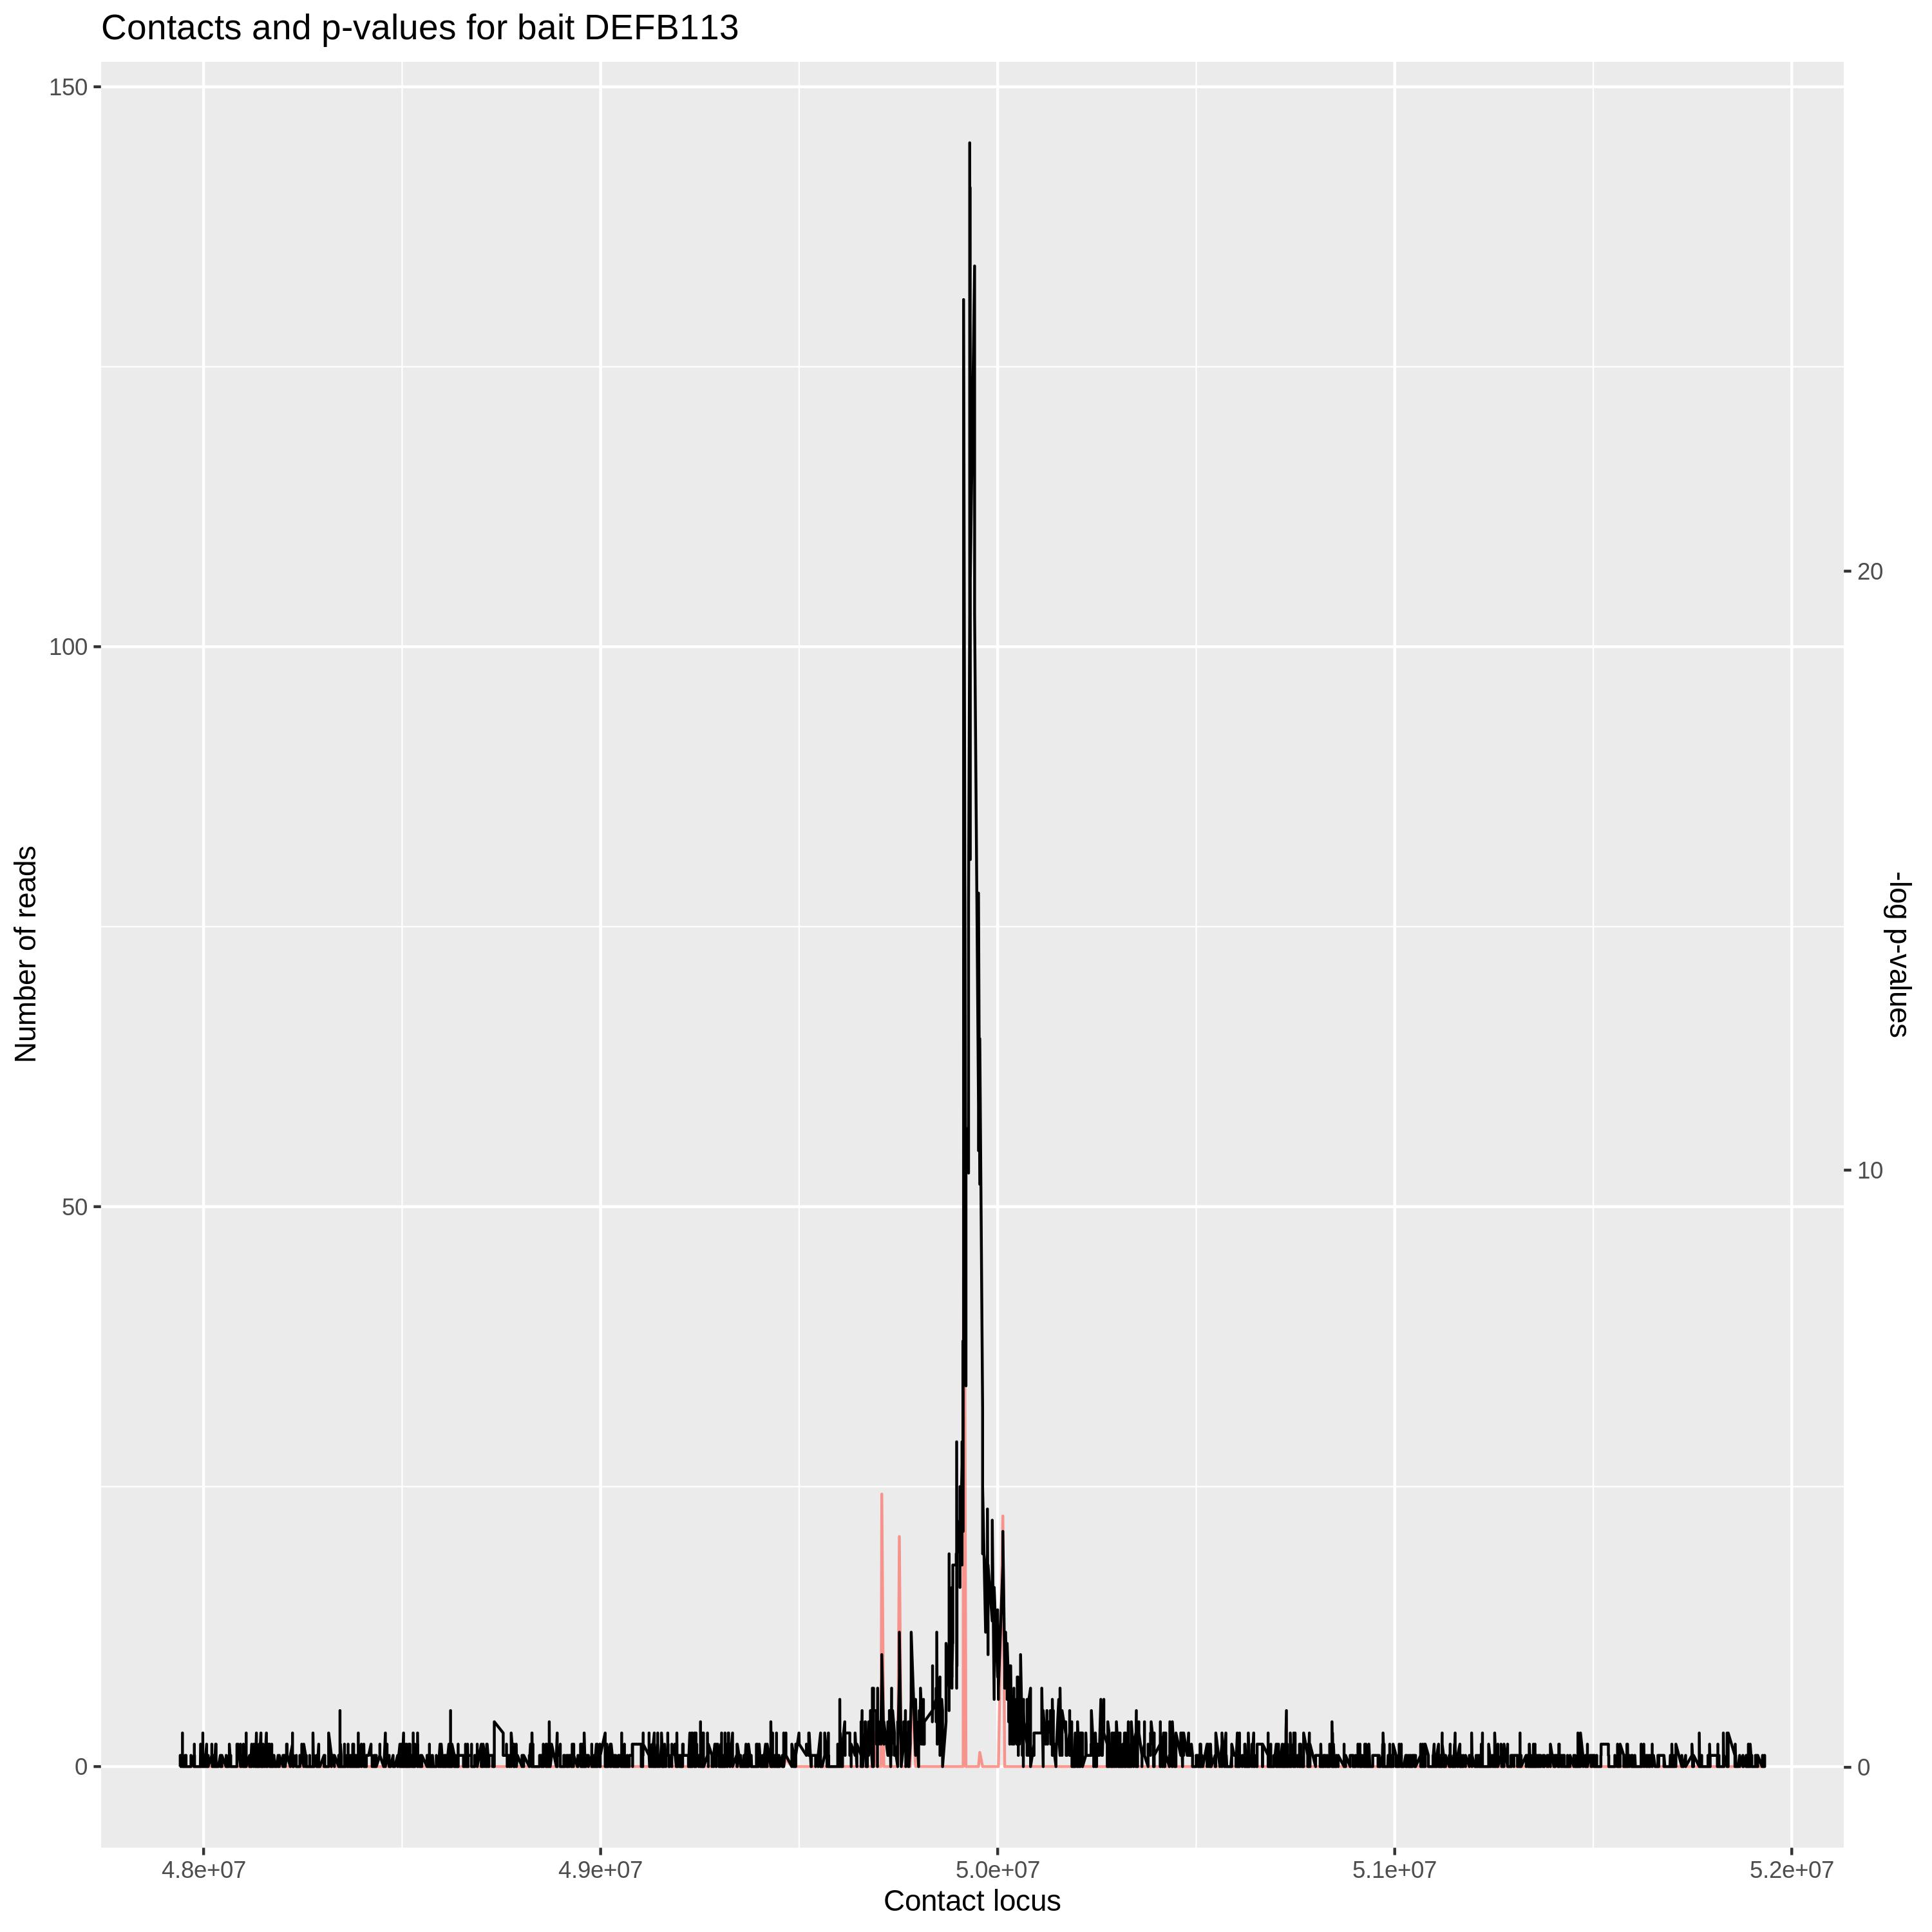 Contacts and p-values for bait DEFB113
150
100
50
0
Number of reads
20
10
0
-log p-values
4.8e+07
4.9e+07
5.0e+07
5.1e+07
5.2e+07
Contact locus